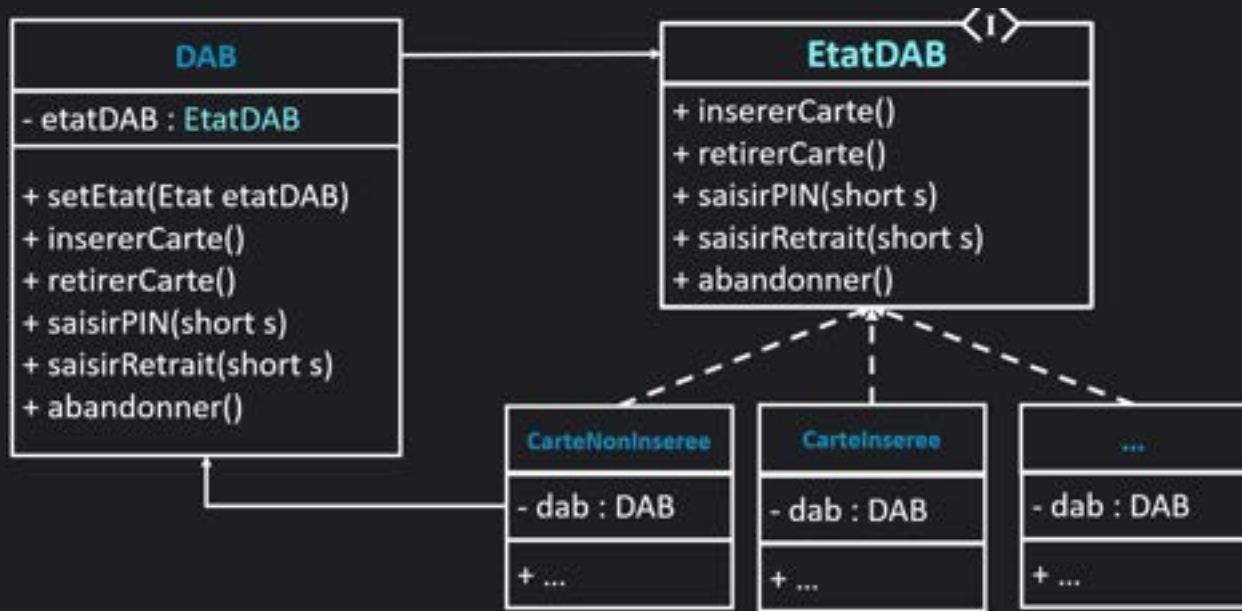 DAB
- etatDAB : EtatDAB
+ setEtat(Etat etatDAB)
+ insererCarte()
+ retirerCarte()
+ saisirPIN(short s)
+ saisirRetrait(short s)
+ abandonner()
<I>
EtatDAB
+ insererCarte()
+ retirerCarte()
+ saisirPIN(short s)
+ saisirRetrait(short s)
+ abandonner()
CarteNonInseree
- dab : DAB
+ ...
CarteInseree
- dab : DAB
+ ...
...
- dab : DAB
+ ...